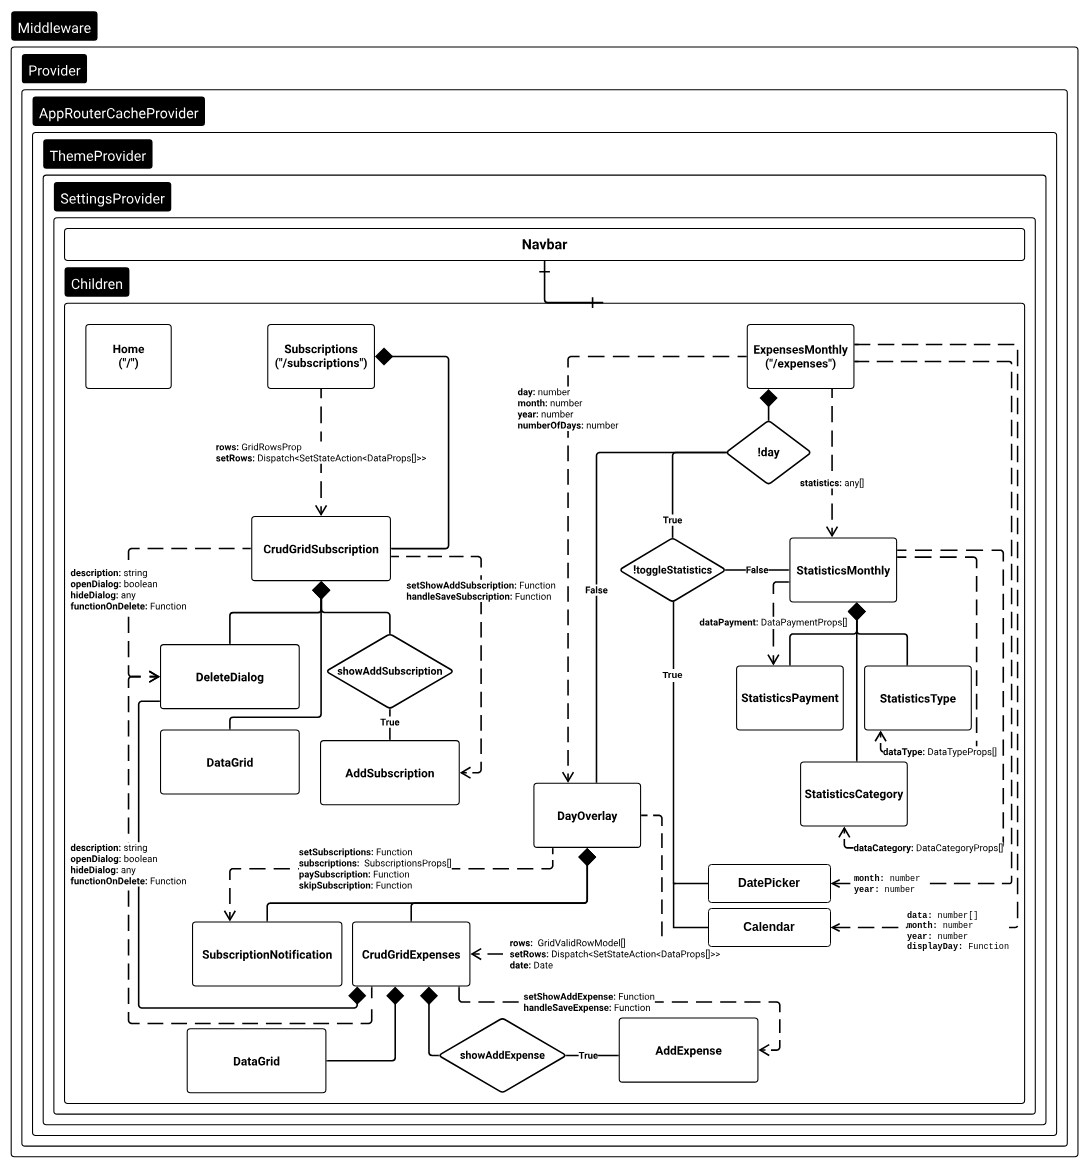 Middleware
Provider
AppRouterCacheProvider
ThemeProvider
SettingsProvider
Navbar
Children
Home
("/")
Subscriptions
("/subscriptions")
ExpensesMonthly
("/expenses")
day: number
month: number
year: number
numberOfDays: number
rows: GridRowsProp
setRows: Dispatch<SetStateAction<DataProps[]>>
!day
statistics: any[]
True
CrudGridSubscription
!toggleStatistics
False
StatisticsMonthly
description: string
openDialog: boolean
hideDialog: any
functionOnDelete: Function
setShowAddSubscription: Function
handleSaveSubscription: Function
False
dataPayment: DataPaymentProps[]
DeleteDialog
showAddSubscription
True
StatisticsPayment
StatisticsType
True
DataGrid
AddSubscription
dataType: DataTypeProps[]
StatisticsCategory
DayOverlay
description: string
openDialog: boolean
hideDialog: any
functionOnDelete: Function
setSubscriptions: Function
subscriptions: SubscriptionsProps[]
paySubscription: Function
skipSubscription: Function
dataCategory: DataCategoryProps[]
DatePicker
month: number
year: number
Calendar
data: number[]
month: number
year: number
displayDay: Function
SubscriptionNotification
CrudGridExpenses
rows: GridValidRowModel[]
setRows: Dispatch<SetStateAction<DataProps[]>>
date: Date
setShowAddExpense: Function
handleSaveExpense: Function
DataGrid
showAddExpense
True
AddExpense